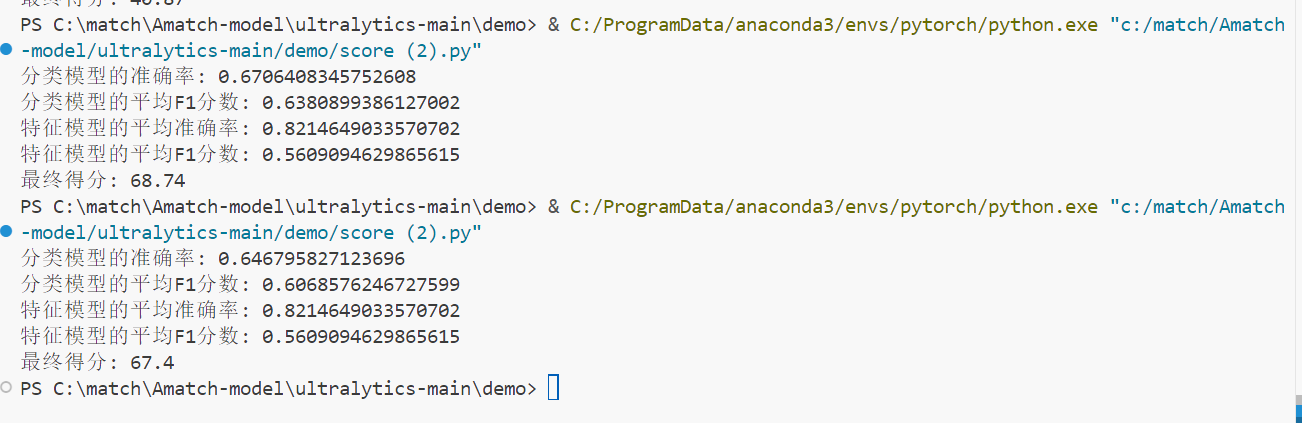 最终得分: 40.87
PS C:\match\Amatch-model\ultralytics-main\demo> & C:/ProgramData/anaconda3/envs/pytorch/python.exe "c:/match/Amatch
-model/ultralytics-main/demo/score (2).py"
分类模型的准确率: 0.6706408345752608
分类模型的平均F1分数: 0.6380899386127002
特征模型的平均准确率: 0.8214649033570702
特征模型的平均F1分数: 0.5609094629865615
最终得分: 68.74
PS C:\match\Amatch-model\ultralytics-main\demo> & C:/ProgramData/anaconda3/envs/pytorch/python.exe "c:/match/Amatch
-model/ultralytics-main/demo/score (2).py"
分类模型的准确率: 0.646795827123696
分类模型的平均F1分数: 0.6068576246727599
特征模型的平均准确率: 0.8214649033570702
特征模型的平均F1分数: 0.5609094629865615
最终得分: 67.4
PS C:\match\Amatch-model\ultralytics-main\demo>